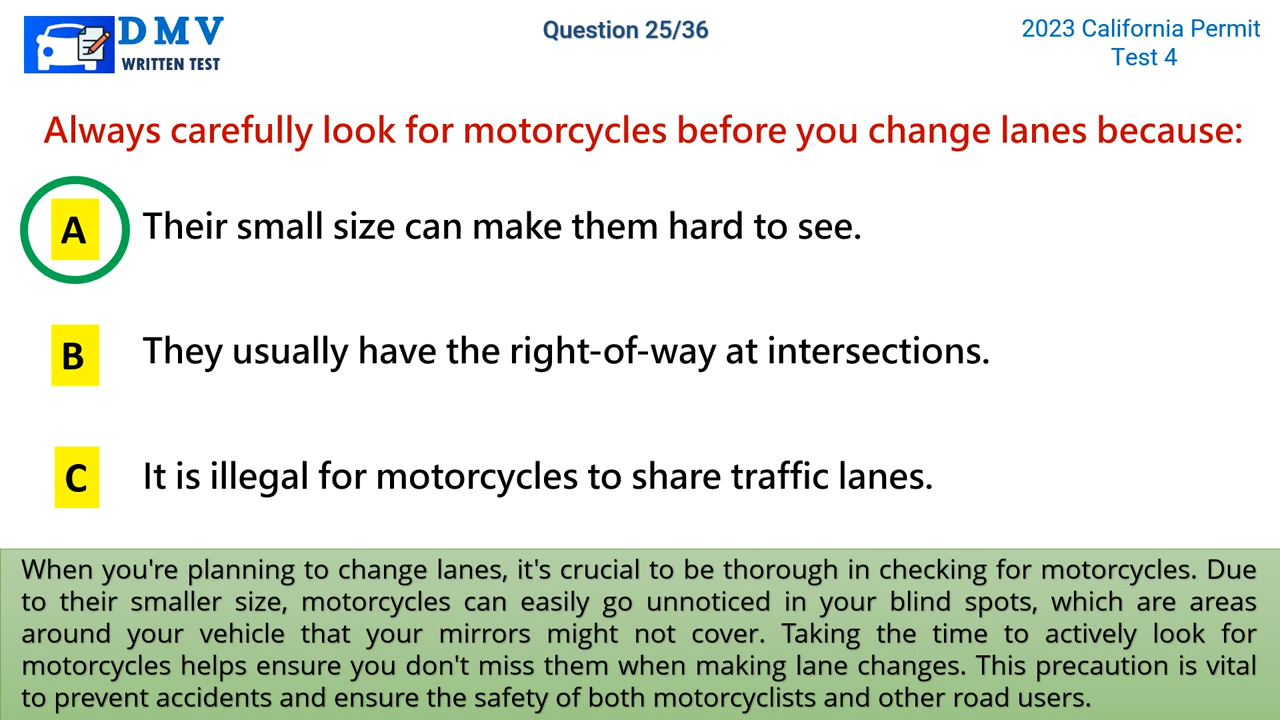 DMV
WRITTEN TEST
Question 25/36
2023 California Permit
Test 4
Always carefully look for motorcycles before you change lanes because:
A Their small size can make them hard to see.
B They usually have the right-of-way at intersections.
C It is illegal for motorcycles to share traffic lanes.
When you're planning to change lanes, it's crucial to be thorough in checking for motorcycles. Due
to their smaller size, motorcycles can easily go unnoticed in your blind spots, which are areas
around your vehicle that your mirrors might not cover. Taking the time to actively look for
motorcycles helps ensure you don't miss them when making lane changes. This precaution is vital
to prevent accidents and ensure the safety of both motorcyclists and other road users.